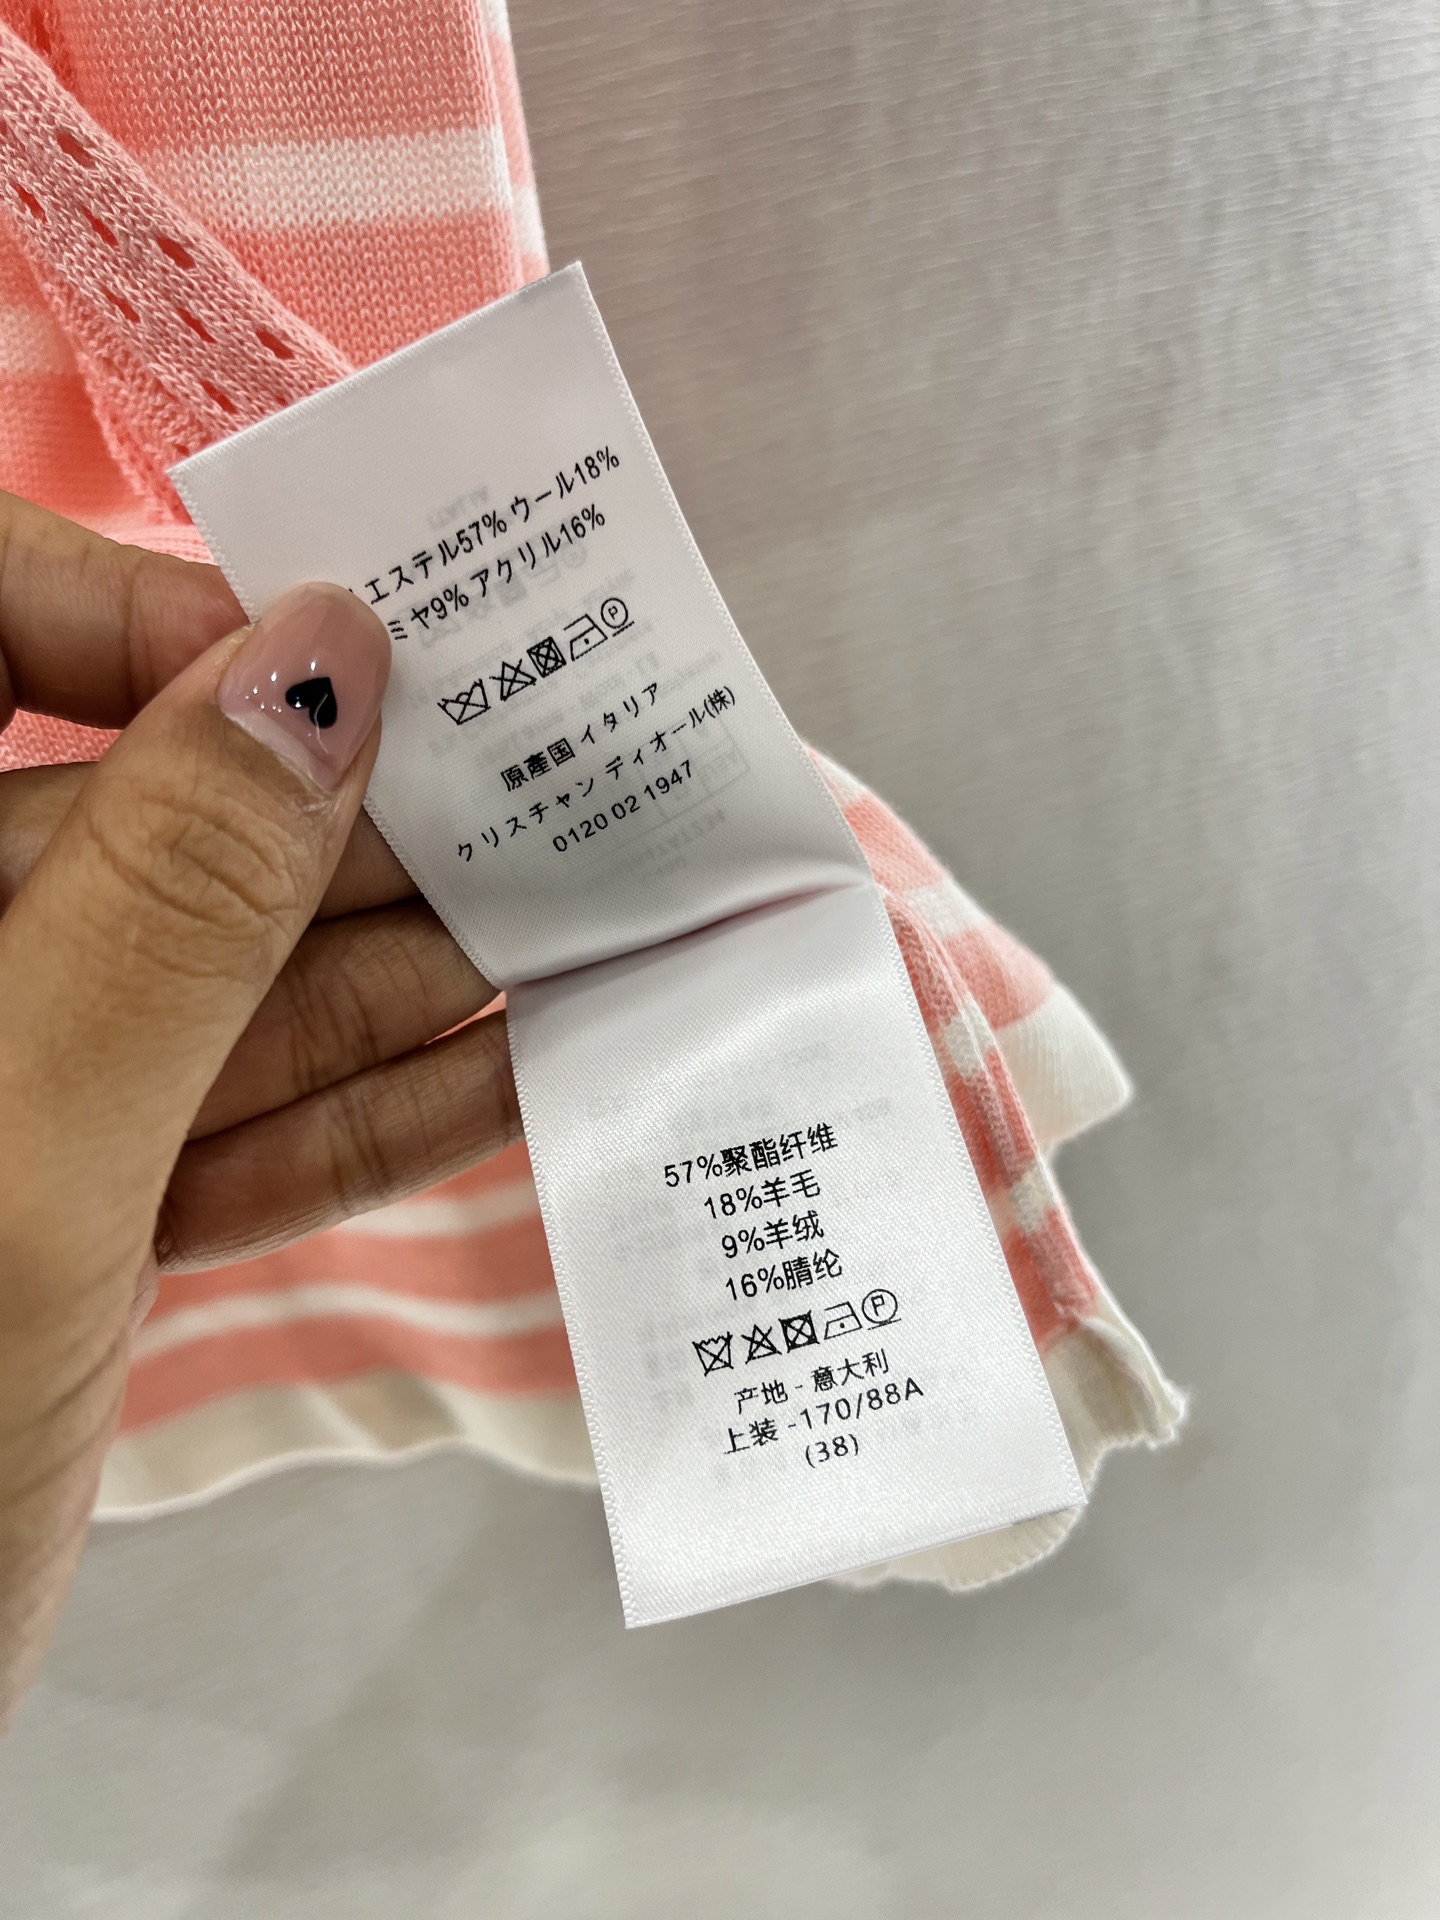 エステル57% ウール18%
ミヤ9% アクリル16%
原産国 イタリア
クリスチャン ディオール(株)
0120 02 1947
57%聚酯纤维
18%羊毛
9%羊绒
16%腈纶
产地 - 意大利
上装 -170/88A
(38)